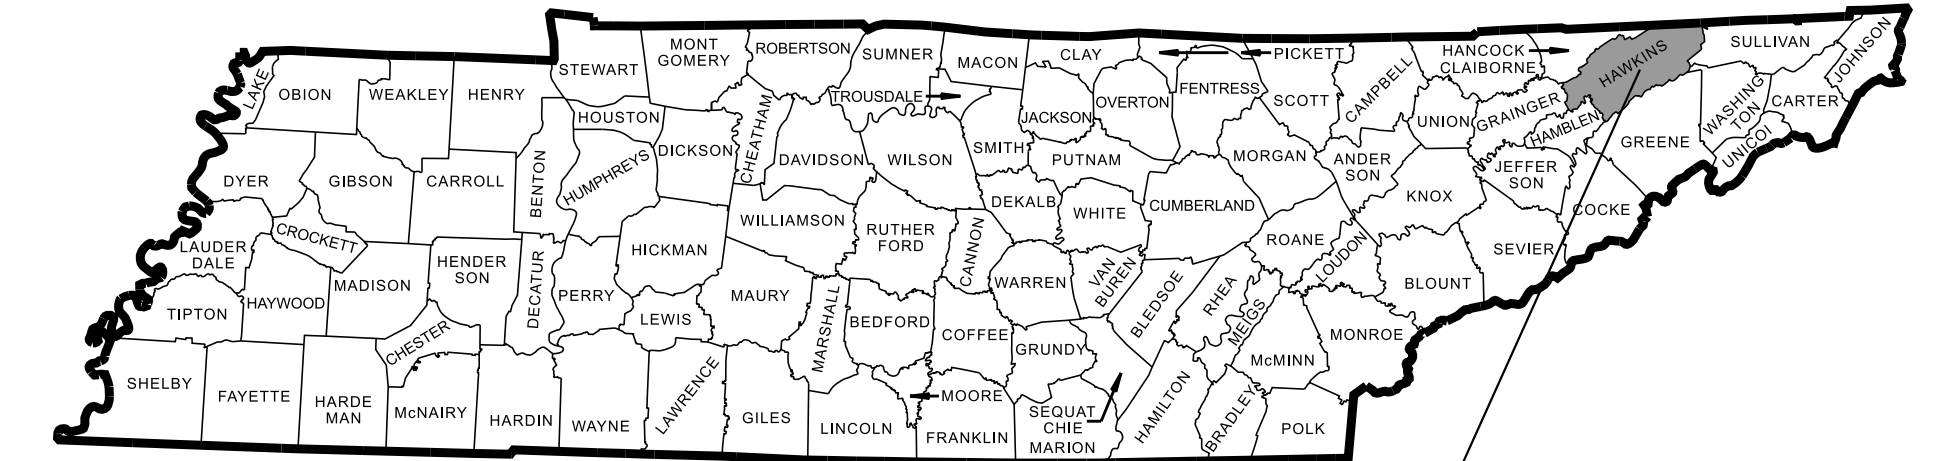 LAKE
OBION
WEAKLEY
HENRY
STEWART
MONT
GOMERY
ROBERTSON
SUMNER
MACON
CLAY
PICKETT
HANCOCK
CLAIBORNE
HAWKINS
SULLIVAN
JOHNSON
HOUSTON
CHEATHAM
TROUSDALE
JACKSON
OVERTON
FENTRESS
SCOTT
CAMPBELL
UNION
GRAINGER
HAMBLEN
WASHING
TON
CARTER
UNICOI
GREENE
DYER
GIBSON
CARROLL
BENTON
HUMPHREYS
DICKSON
DAVIDSON
WILSON
SMITH
PUTNAM
MORGAN
ANDER
SON
KNOX
JEFFER
SON
COCKE
LAUDER
DALE
CROCKETT
MADISON
HENDER
SON
DECATUR
PERRY
HICKMAN
WILLIAMSON
RUTHER
FORD
CANNON
DEKALB
WHITE
CUMBERLAND
ROANE
LOUDON
BLOUNT
SEVIER
TIPTON
HAYWOOD
CHESTER
LEWIS
MAURY
MARSHALL
BEDFORD
COFFEE
WARREN
VAN
BUREN
BLEDSOE
RHEA
MEIGS
MONROE
GRUNDY
McMINN
SHELBY
FAYETTE
HARDE
MAN
McNAIRY
HARDIN
WAYNE
LAWRENCE
GILES
LINCOLN
MOORE
FRANKLIN
SEQUAT
CHIE
MARION
HAMILTON
BRADLEY
POLK